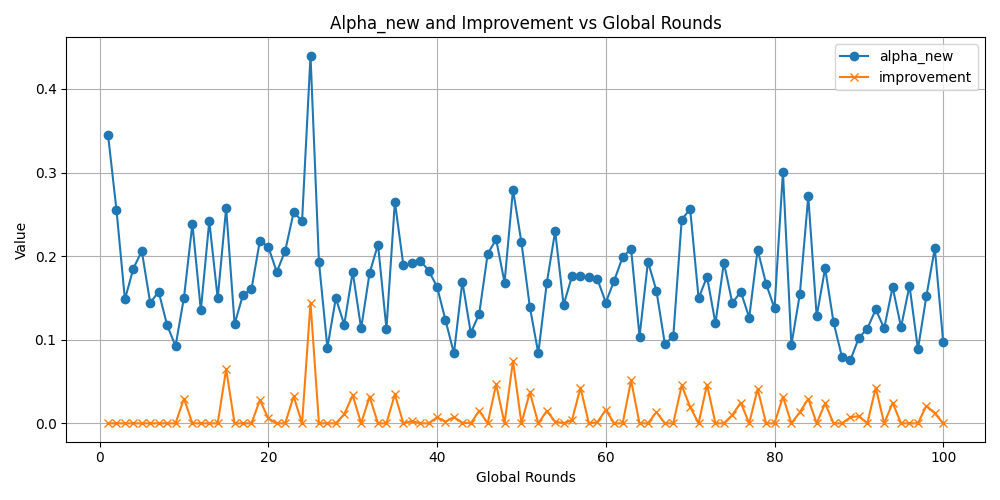 Alpha_new and Improvement vs Global Rounds
alpha_new
improvement
Value
0.4
0.3
0.2
0.1
0.0
0
20
40
60
80
100
Global Rounds